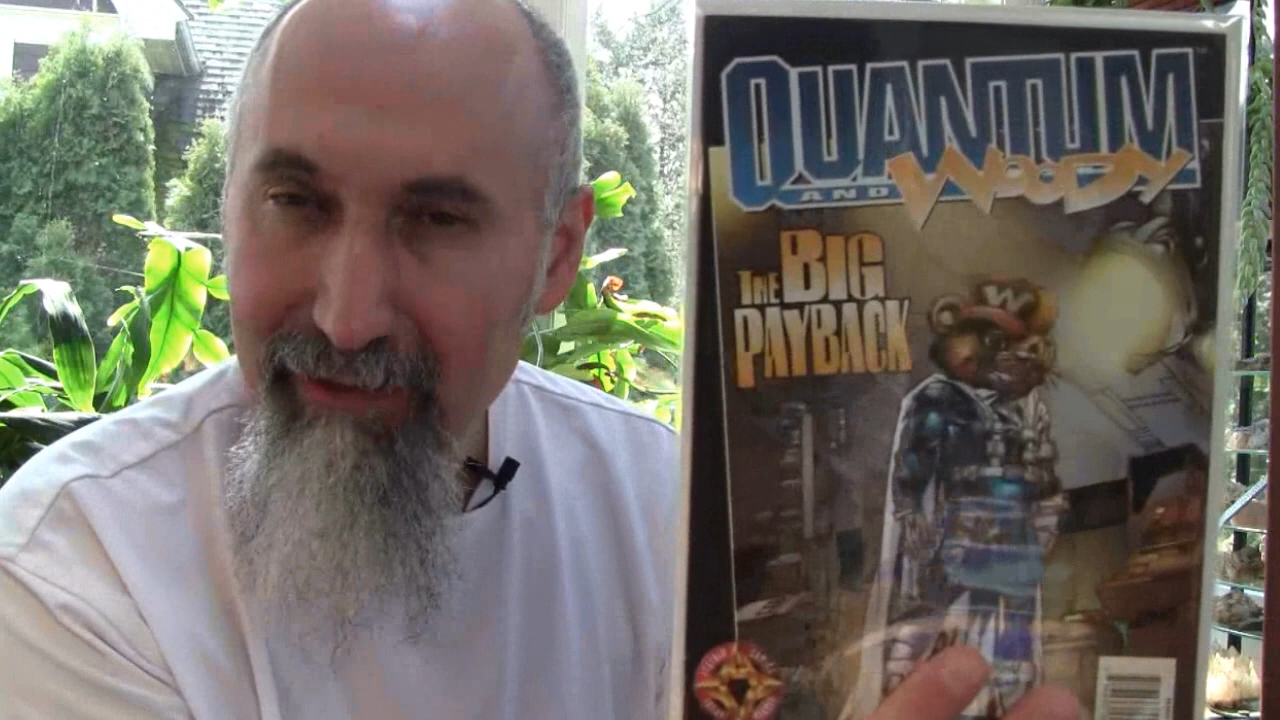 QUANTUM
AND WOODY
THE BIG
PAYBACK
W